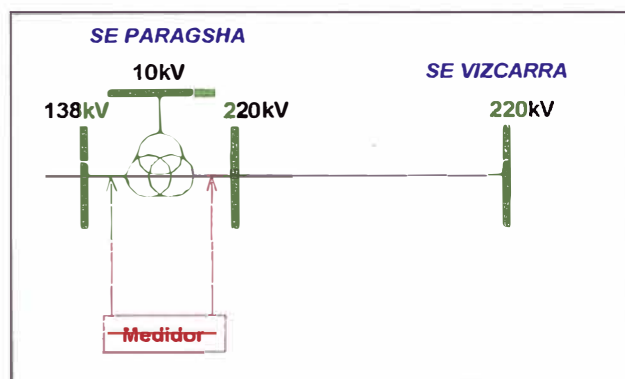 SE PARAGSHA
10kV
SE VIZCARRA
138kV
220kV
220kV
Medidor